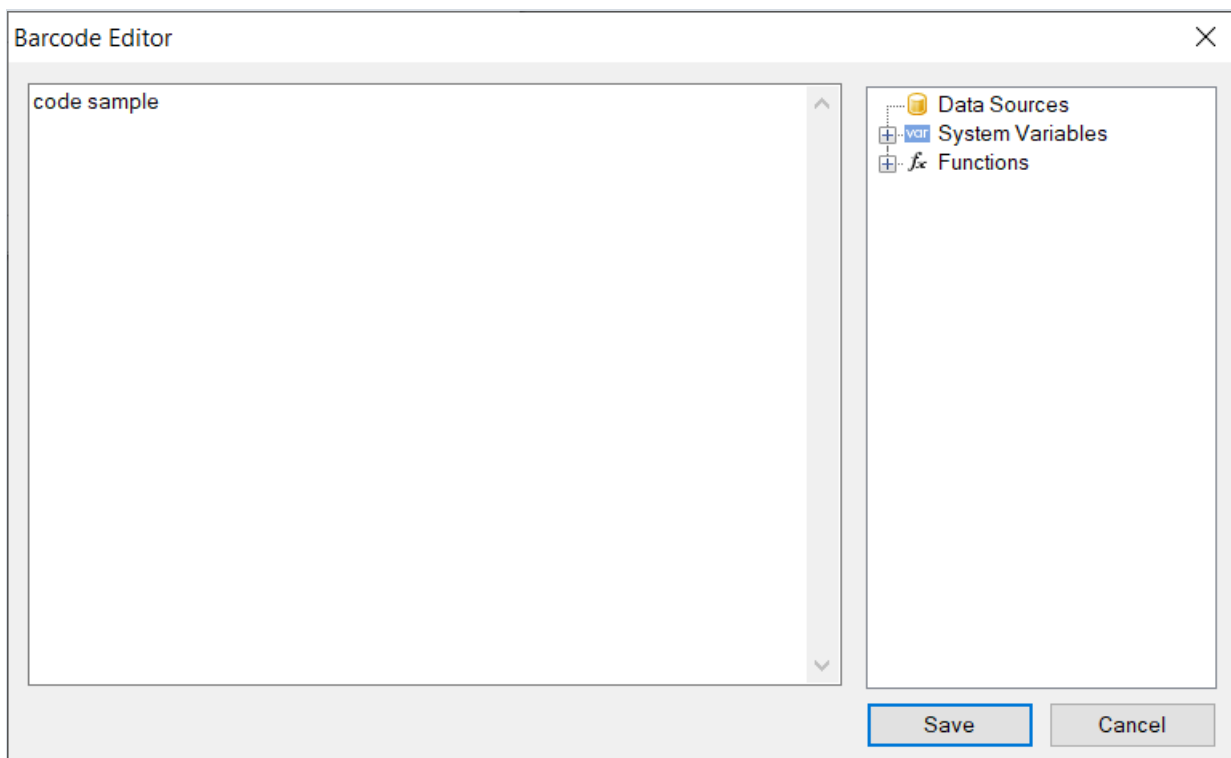 Barcode Editor
code sample
Data Sources
var System Variables
fx Functions
Save Cancel